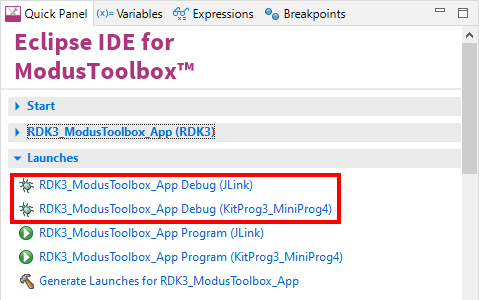 Quick Panel
Variables
Expressions
Breakpoints
Eclipse IDE for
ModusToolbox™
Start
RDK3_ModusToolbox_App (RDK3)
Launches
RDK3_ModusToolbox_App Debug (JLink)
RDK3_ModusToolbox_App Debug (KitProg3_MiniProg4)
RDK3_ModusToolbox_App Program (JLink)
RDK3_ModusToolbox_App Program (KitProg3_MiniProg4)
Generate Launches for RDK3_ModusToolbox_App